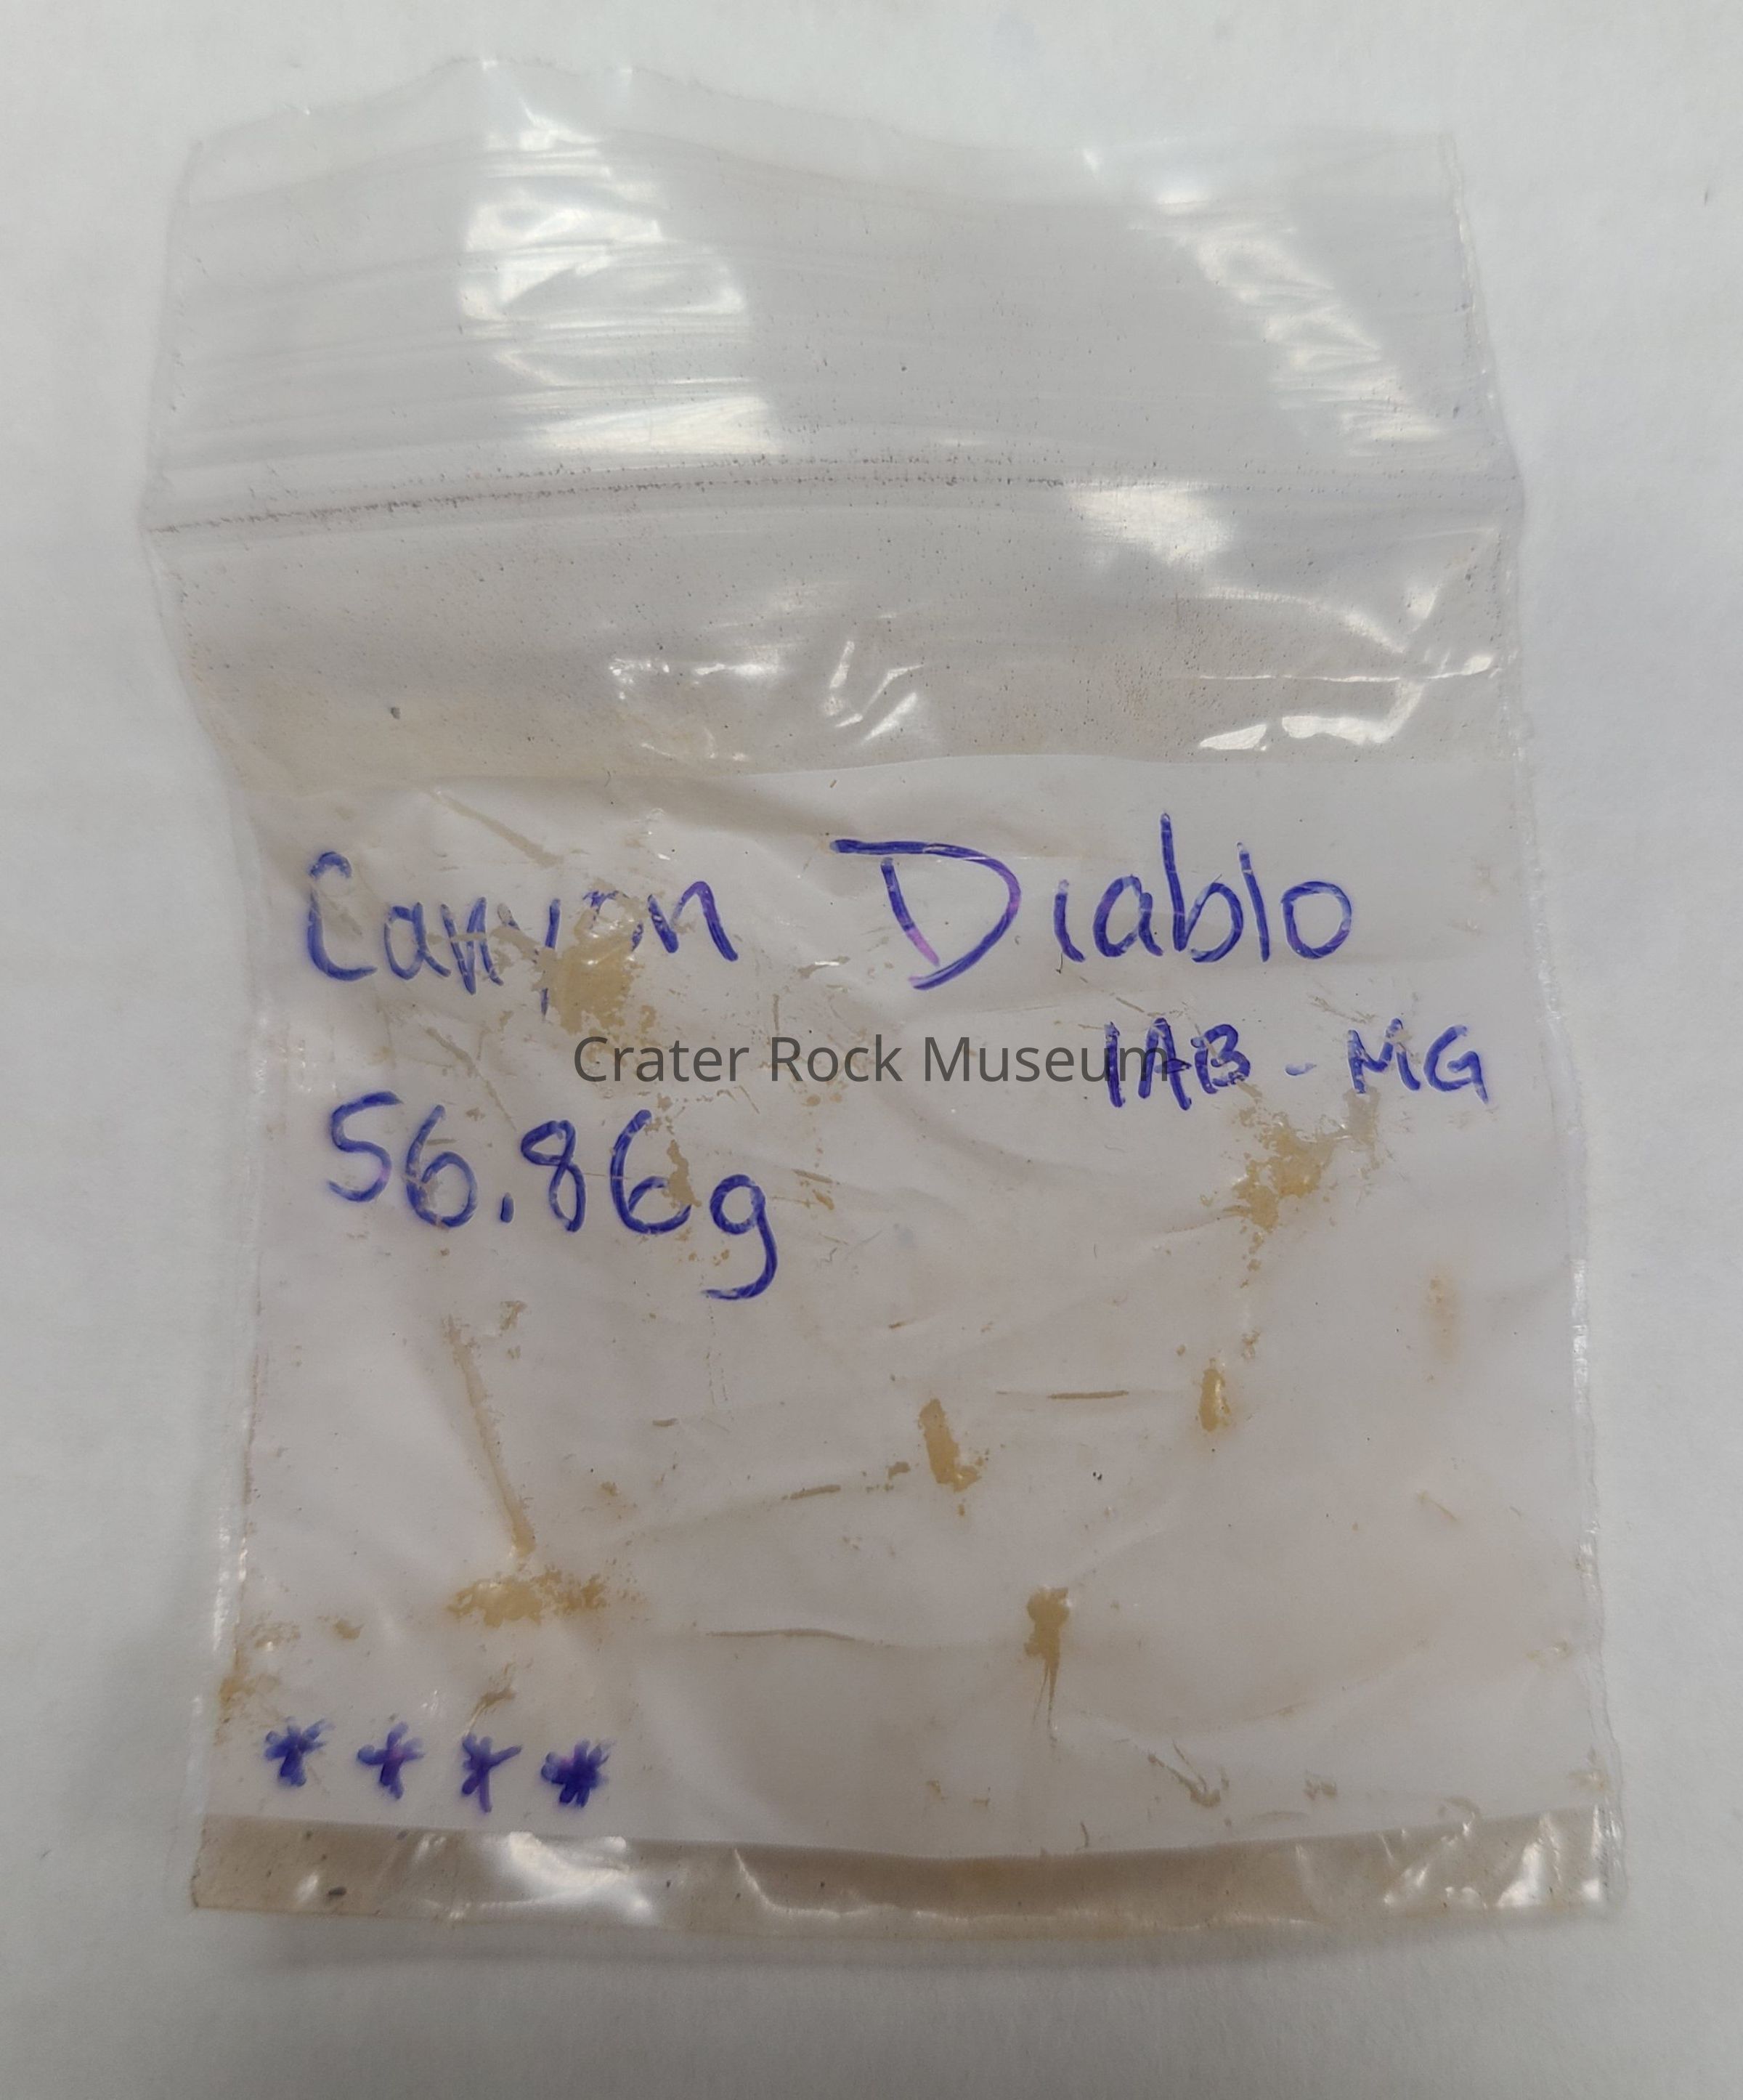 Canyon Diablo
IAB - MG
Crater Rock Museum
56.86g
* * * *